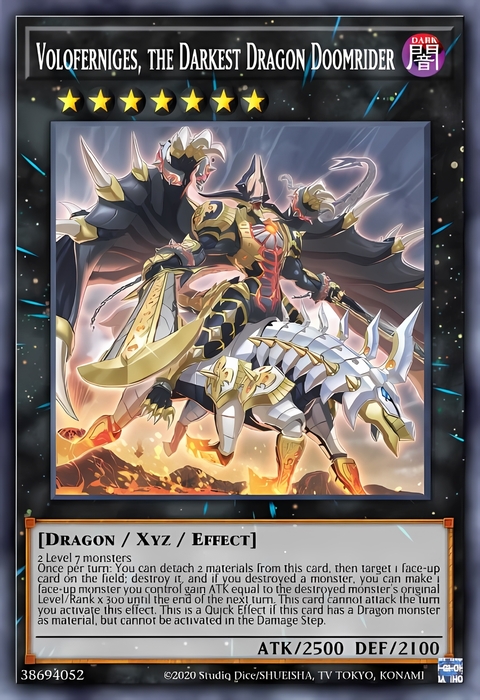 Voloferniges, the Darkest Dragon Doomrider
DARK
闇
[Dragon / Xyz / Effect]
2 Level 7 monsters
Once per turn: You can detach 2 materials from this card, then target 1 face-up
card on the field; destroy it, and if you destroyed a monster, you can make 1
face-up monster you control gain ATK equal to the destroyed monster's original
Level/Rank x 300 until the end of the next turn. This card cannot attack the turn
you activate this effect. This is a Quick Effect if this card has a Dragon monster
as material, but cannot be activated in the Damage Step.
ATK/2500 DEF/2100
38694052
©2020 Studio Dice/SHUEISHA, TV TOKYO, KONAMI